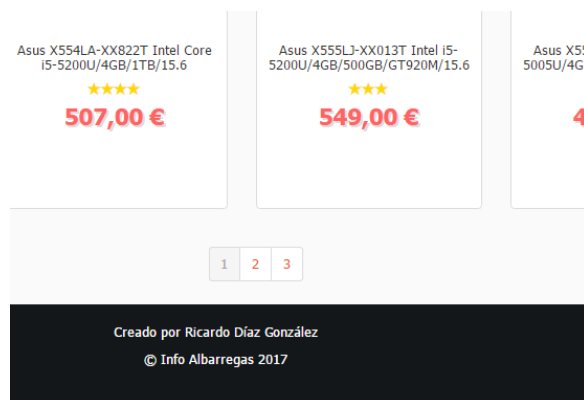 Asus X554LA-XX822T Intel Core
i5-5200U/4GB/1TB/15.6
507,00 €
Asus X555LJ-XX013T Intel i5-
5200U/4GB/500GB/GT920M/15.6
549,00 €
Asus X5
5005U/4G
4
1 2 3
Creado por Ricardo Díaz González
© Info Albarregas 2017